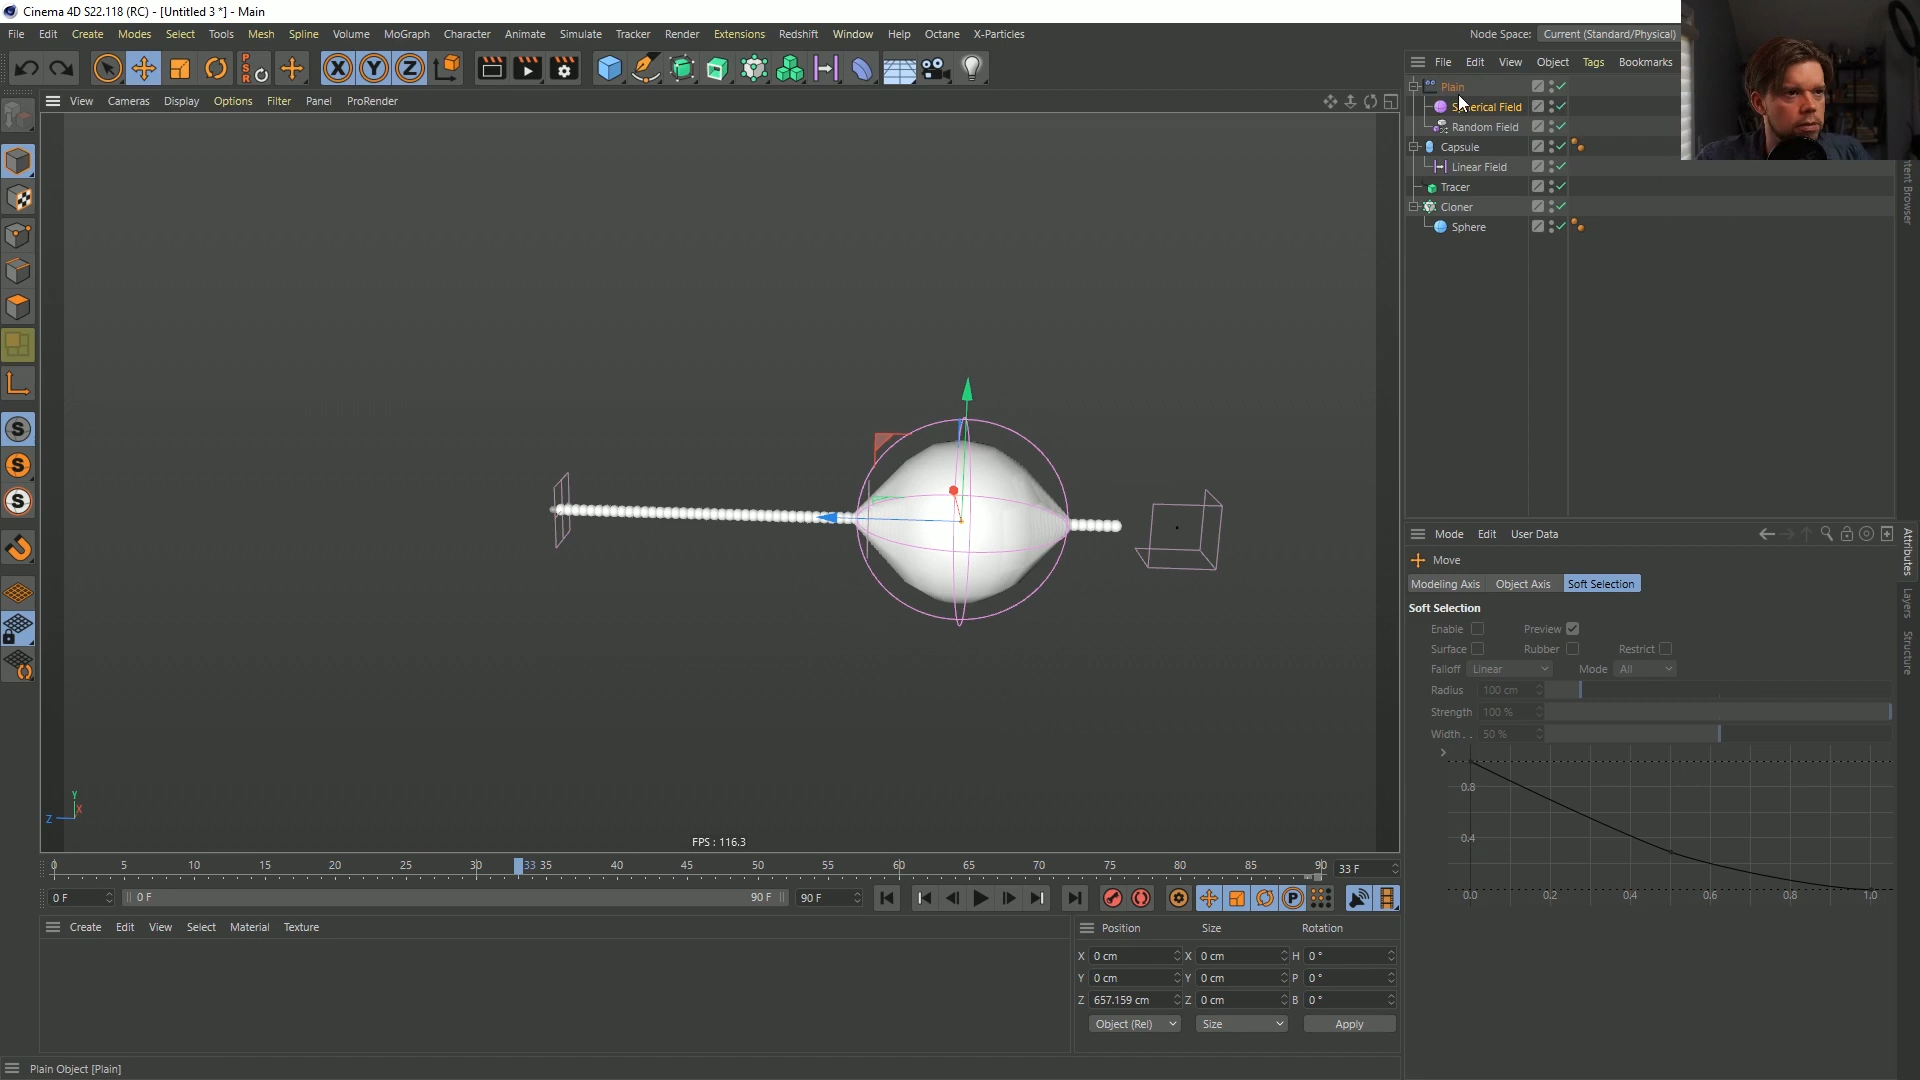 Cinema 4D S22.118 (RC) - [Untitled 3 *] - Main
File Edit Create Modes Select Tools Mesh Spline Volume MoGraph Character Animate Simulate Tracker Render Extensions Redshift Window Help Octane X-Particles
Node Space: Current (Standard/Physical)
PSR X Y Z
File Edit View Object Tags Bookmarks
View Cameras Display Options Filter Panel ProRender
Plain
Spherical Field
Random Field
Capsule
Linear Field
Tracer
Cloner
Sphere
Mode Edit User Data
Attributes
Layers
Structure
Move
Modeling Axis Object Axis Soft Selection
Soft Selection
Enable Preview
Surface Rubber Restrict
Falloff Linear Mode All
Radius 100 cm
Strength 100 %
Width . . 50 %
0.8
0.4
0.0 0.2 0.4 0.6 0.8 1.0
S
S
S
Y
X
Z
FPS : 116.3
0 5 10 15 20 25 30 33 35 40 45 50 55 60 65 70 75 80 85 90 33 F
0 F 0 F 90 F 90 F
P
Create Edit View Select Material Texture
Position Size Rotation
X 0 cm X 0 cm H 0 °
Y 0 cm Y 0 cm P 0 °
Z 657.159 cm Z 0 cm B 0 °
Object (Rel) Size Apply
Plain Object [Plain]